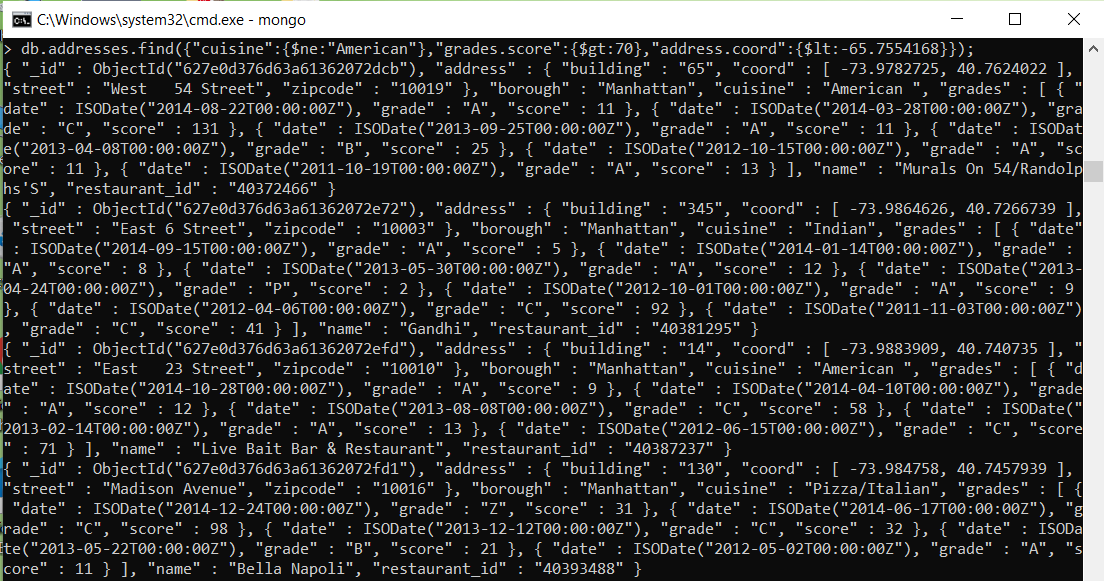 C:\Windows\system32\cmd.exe - mongo
> db.addresses.find({"cuisine":{$ne:"American"},"grades.score":{$gt:70},"address.coord":{$lt:-65.7554168}});
{ "_id" : ObjectId("627e0d376d63a61362072dcb"), "address" : { "building" : "65", "coord" : [ -73.9782725, 40.7624022 ],
"street" : "West   54 Street", "zipcode" : "10019" }, "borough" : "Manhattan", "cuisine" : "American ", "grades" : [ { "
date" : ISODate("2014-08-22T00:00:00Z"), "grade" : "A", "score" : 11 }, { "date" : ISODate("2014-03-28T00:00:00Z"), "gra
de" : "C", "score" : 131 }, { "date" : ISODate("2013-09-25T00:00:00Z"), "grade" : "A", "score" : 11 }, { "date" : ISODat
e("2013-04-08T00:00:00Z"), "grade" : "B", "score" : 25 }, { "date" : ISODate("2012-10-15T00:00:00Z"), "grade" : "A", "sc
ore" : 11 }, { "date" : ISODate("2011-10-19T00:00:00Z"), "grade" : "A", "score" : 13 } ], "name" : "Murals On 54/Randolp
hs'S", "restaurant_id" : "40372466" }
{ "_id" : ObjectId("627e0d376d63a61362072e72"), "address" : { "building" : "345", "coord" : [ -73.9864626, 40.7266739 ],
 "street" : "East 6 Street", "zipcode" : "10003" }, "borough" : "Manhattan", "cuisine" : "Indian", "grades" : [ { "date"
 : ISODate("2014-09-15T00:00:00Z"), "grade" : "A", "score" : 5 }, { "date" : ISODate("2014-01-14T00:00:00Z"), "grade" :
"A", "score" : 8 }, { "date" : ISODate("2013-05-30T00:00:00Z"), "grade" : "A", "score" : 12 }, { "date" : ISODate("2013-
04-24T00:00:00Z"), "grade" : "P", "score" : 2 }, { "date" : ISODate("2012-10-01T00:00:00Z"), "grade" : "A", "score" : 9
}, { "date" : ISODate("2012-04-06T00:00:00Z"), "grade" : "C", "score" : 92 }, { "date" : ISODate("2011-11-03T00:00:00Z")
, "grade" : "C", "score" : 41 } ], "name" : "Gandhi", "restaurant_id" : "40381295" }
{ "_id" : ObjectId("627e0d376d63a61362072efd"), "address" : { "building" : "14", "coord" : [ -73.9883909, 40.740735 ], "
street" : "East   23 Street", "zipcode" : "10010" }, "borough" : "Manhattan", "cuisine" : "American ", "grades" : [ { "d
ate" : ISODate("2014-10-28T00:00:00Z"), "grade" : "A", "score" : 9 }, { "date" : ISODate("2014-04-10T00:00:00Z"), "grade
" : "A", "score" : 12 }, { "date" : ISODate("2013-08-08T00:00:00Z"), "grade" : "C", "score" : 58 }, { "date" : ISODate("
2013-02-14T00:00:00Z"), "grade" : "A", "score" : 13 }, { "date" : ISODate("2012-06-15T00:00:00Z"), "grade" : "C", "score
" : 71 } ], "name" : "Live Bait Bar & Restaurant", "restaurant_id" : "40387237" }
{ "_id" : ObjectId("627e0d376d63a61362072fd1"), "address" : { "building" : "130", "coord" : [ -73.984758, 40.7457939 ],
"street" : "Madison Avenue", "zipcode" : "10016" }, "borough" : "Manhattan", "cuisine" : "Pizza/Italian", "grades" : [ {
 "date" : ISODate("2014-12-24T00:00:00Z"), "grade" : "Z", "score" : 31 }, { "date" : ISODate("2014-06-17T00:00:00Z"), "g
rade" : "C", "score" : 98 }, { "date" : ISODate("2013-12-12T00:00:00Z"), "grade" : "C", "score" : 32 }, { "date" : ISODa
te("2013-05-22T00:00:00Z"), "grade" : "B", "score" : 21 }, { "date" : ISODate("2012-05-02T00:00:00Z"), "grade" : "A", "s
core" : 11 } ], "name" : "Bella Napoli", "restaurant_id" : "40393488" }